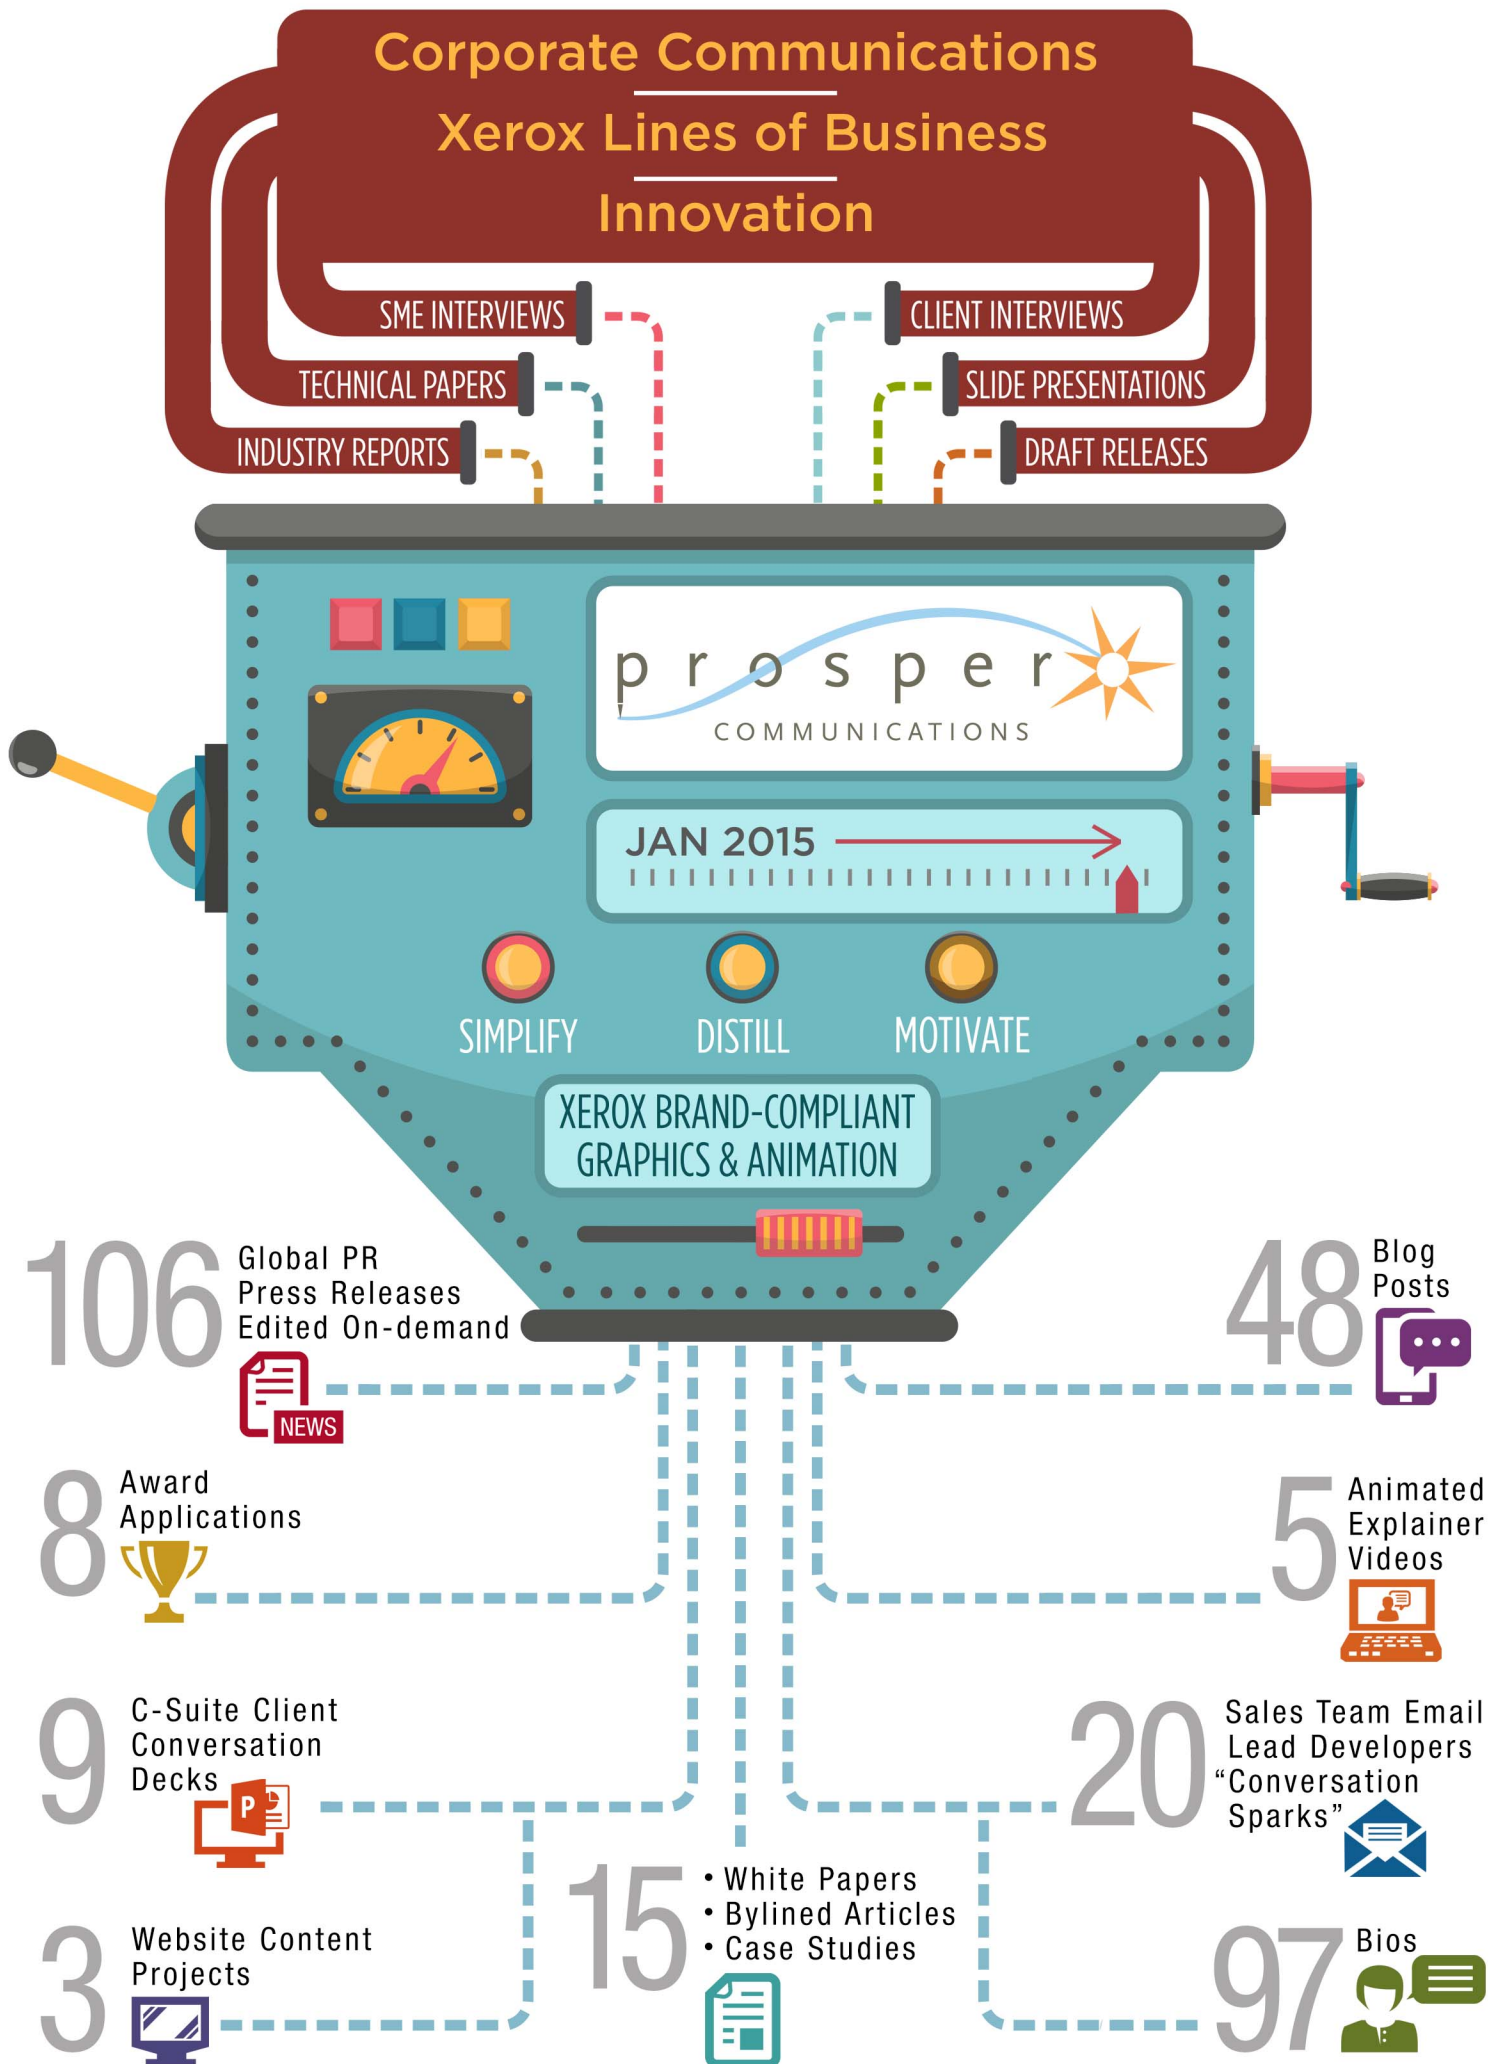 Corporate Communications
Xerox Lines of Business
Innovation
SME INTERVIEWS
CLIENT INTERVIEWS
TECHNICAL PAPERS
SLIDE PRESENTATIONS
INDUSTRY REPORTS
DRAFT RELEASES
prosper
COMMUNICATIONS
JAN 2015
SIMPLIFY
DISTILL
MOTIVATE
XEROX BRAND-COMPLIANT
GRAPHICS & ANIMATION
106
Global PR
Press Releases
Edited On-demand
NEWS
48
Blog
Posts
8
Award
Applications
5
Animated
Explainer
Videos
9
C-Suite Client
Conversation
Decks
P
20
Sales Team Email
Lead Developers
“Conversation
Sparks”
3
Website Content
Projects
15
• White Papers
• Bylined Articles
• Case Studies
97
Bios